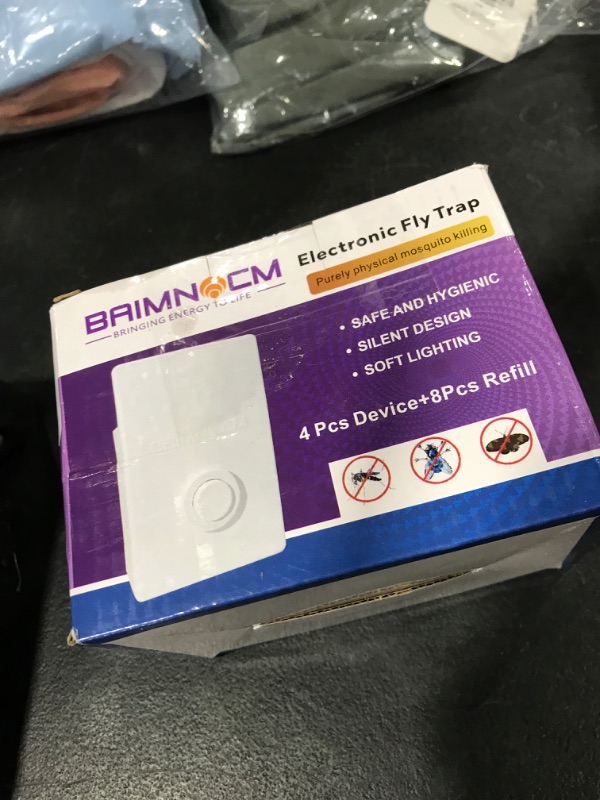 BAIMNOCM
BRINGING ENERGY TO LIFE
Electronic Fly Trap
Purely physical mosquito killing
• SAFE AND HYGIENIC
• SILENT DESIGN
• SOFT LIGHTING
4 Pcs Device+8Pcs Refill